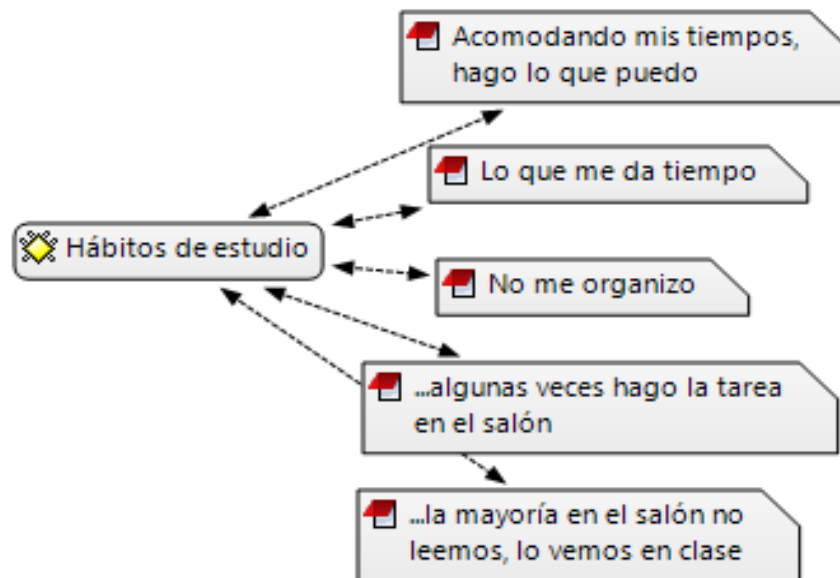 Acomodando mis tiempos,
hago lo que puedo
Lo que me da tiempo
Hábitos de estudio
No me organizo
...algunas veces hago la tarea
en el salón
...la mayoría en el salón no
leemos, lo vemos en clase